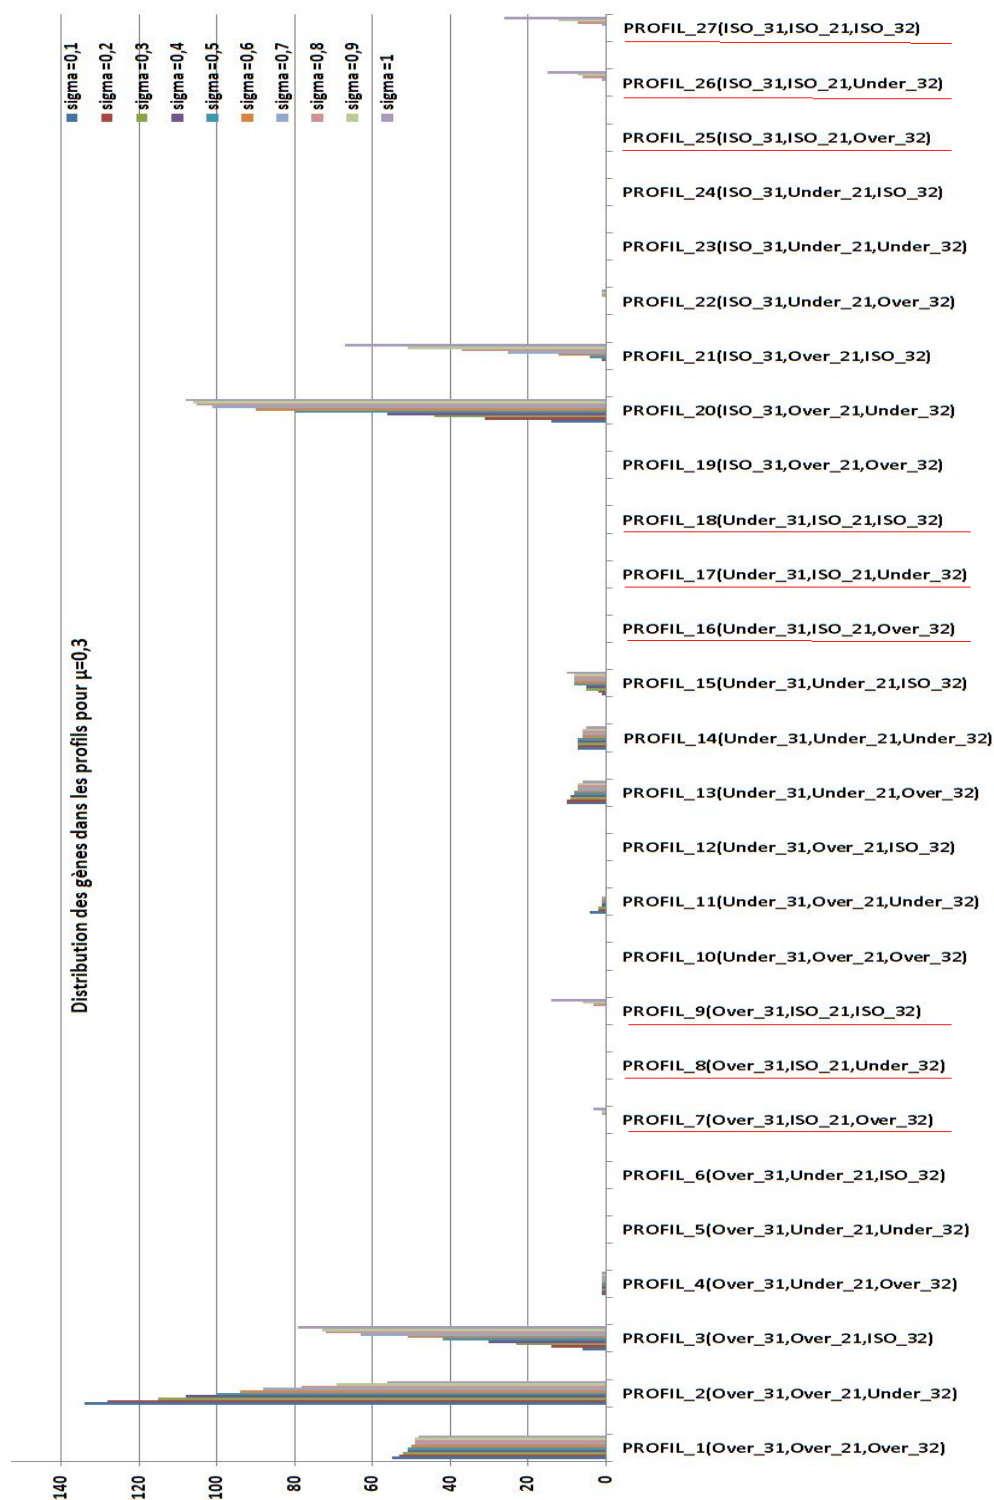 Distribution des gènes dans les profils pour µ=0,3
sigma=0,1
sigma=0,2
sigma=0,3
sigma=0,4
sigma=0,5
sigma=0,6
sigma=0,7
sigma=0,8
sigma=0,9
sigma=1
140
120
100
80
60
40
20
0
PROFIL_1(Over_31,Over_21,Over_32)
PROFIL_2(Over_31,Over_21,Under_32)
PROFIL_3(Over_31,Over_21,ISO_32)
PROFIL_4(Over_31,Under_21,Over_32)
PROFIL_5(Over_31,Under_21,Under_32)
PROFIL_6(Over_31,Under_21,ISO_32)
PROFIL_7(Over_31,ISO_21,Over_32)
PROFIL_8(Over_31,ISO_21,Under_32)
PROFIL_9(Over_31,ISO_21,ISO_32)
PROFIL_10(Under_31,Over_21,Over_32)
PROFIL_11(Under_31,Over_21,Under_32)
PROFIL_12(Under_31,Over_21,ISO_32)
PROFIL_13(Under_31,Under_21,Over_32)
PROFIL_14(Under_31,Under_21,Under_32)
PROFIL_15(Under_31,Under_21,ISO_32)
PROFIL_16(Under_31,ISO_21,Over_32)
PROFIL_17(Under_31,ISO_21,Under_32)
PROFIL_18(Under_31,ISO_21,ISO_32)
PROFIL_19(ISO_31,Over_21,Over_32)
PROFIL_20(ISO_31,Over_21,Under_32)
PROFIL_21(ISO_31,Over_21,ISO_32)
PROFIL_22(ISO_31,Under_21,Over_32)
PROFIL_23(ISO_31,Under_21,Under_32)
PROFIL_24(ISO_31,Under_21,ISO_32)
PROFIL_25(ISO_31,ISO_21,Over_32)
PROFIL_26(ISO_31,ISO_21,Under_32)
PROFIL_27(ISO_31,ISO_21,ISO_32)